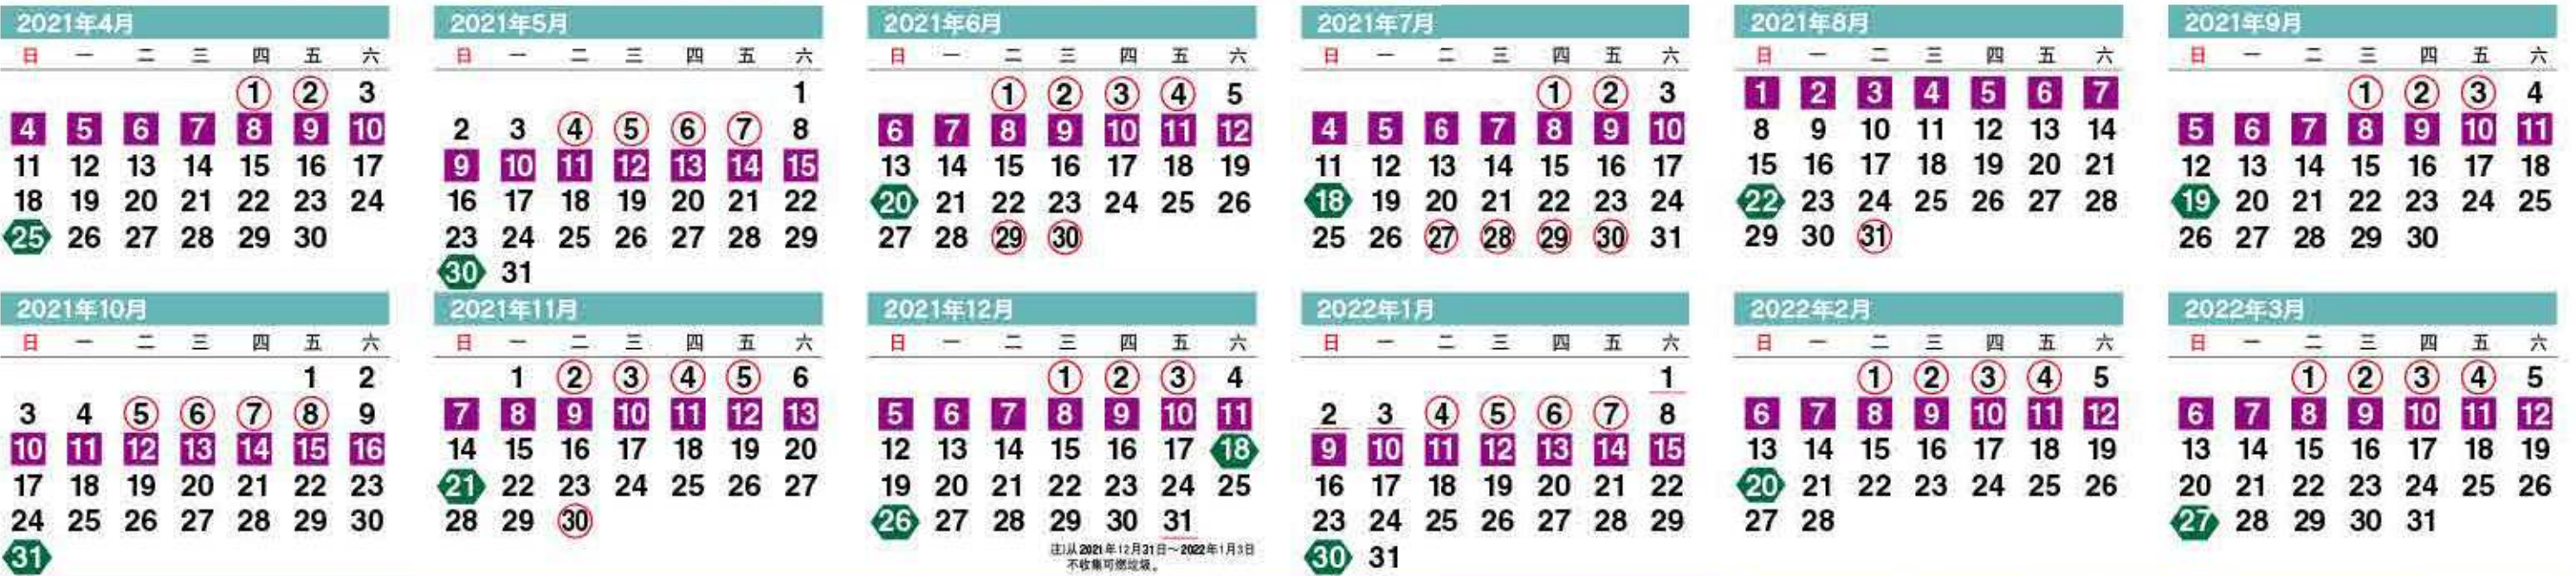 2021年4月
日 一 二 三 四 五 六
1 2 3
4 5 6 7 8 9 10
11 12 13 14 15 16 17
18 19 20 21 22 23 24
25 26 27 28 29 30
2021年5月
日 一 二 三 四 五 六
1
2 3 4 5 6 7 8
9 10 11 12 13 14 15
16 17 18 19 20 21 22
23 24 25 26 27 28 29
30 31
2021年6月
日 一 二 三 四 五 六
1 2 3 4 5
6 7 8 9 10 11 12
13 14 15 16 17 18 19
20 21 22 23 24 25 26
27 28 29 30
2021年7月
日 一 二 三 四 五 六
1 2 3
4 5 6 7 8 9 10
11 12 13 14 15 16 17
18 19 20 21 22 23 24
25 26 27 28 29 30 31
2021年8月
日 一 二 三 四 五 六
1 2 3 4 5 6 7
8 9 10 11 12 13 14
15 16 17 18 19 20 21
22 23 24 25 26 27 28
29 30 31
2021年9月
日 一 二 三 四 五 六
1 2 3 4
5 6 7 8 9 10 11
12 13 14 15 16 17 18
19 20 21 22 23 24 25
26 27 28 29 30
2021年10月
日 一 二 三 四 五 六
1 2
3 4 5 6 7 8 9
10 11 12 13 14 15 16
17 18 19 20 21 22 23
24 25 26 27 28 29 30
31
2021年11月
日 一 二 三 四 五 六
1 2 3 4 5 6
7 8 9 10 11 12 13
14 15 16 17 18 19 20
21 22 23 24 25 26 27
28 29 30
2021年12月
日 一 二 三 四 五 六
1 2 3 4
5 6 7 8 9 10 11
12 13 14 15 16 17 18
19 20 21 22 23 24 25
26 27 28 29 30 31
注)从2021年12月31日～2022年1月3日
不收集可燃垃圾。
2022年1月
日 一 二 三 四 五 六
1
2 3 4 5 6 7 8
9 10 11 12 13 14 15
16 17 18 19 20 21 22
23 24 25 26 27 28 29
30 31
2022年2月
日 一 二 三 四 五 六
1 2 3 4 5
6 7 8 9 10 11 12
13 14 15 16 17 18 19
20 21 22 23 24 25 26
27 28
2022年3月
日 一 二 三 四 五 六
1 2 3 4 5
6 7 8 9 10 11 12
13 14 15 16 17 18 19
20 21 22 23 24 25 26
27 28 29 30 31